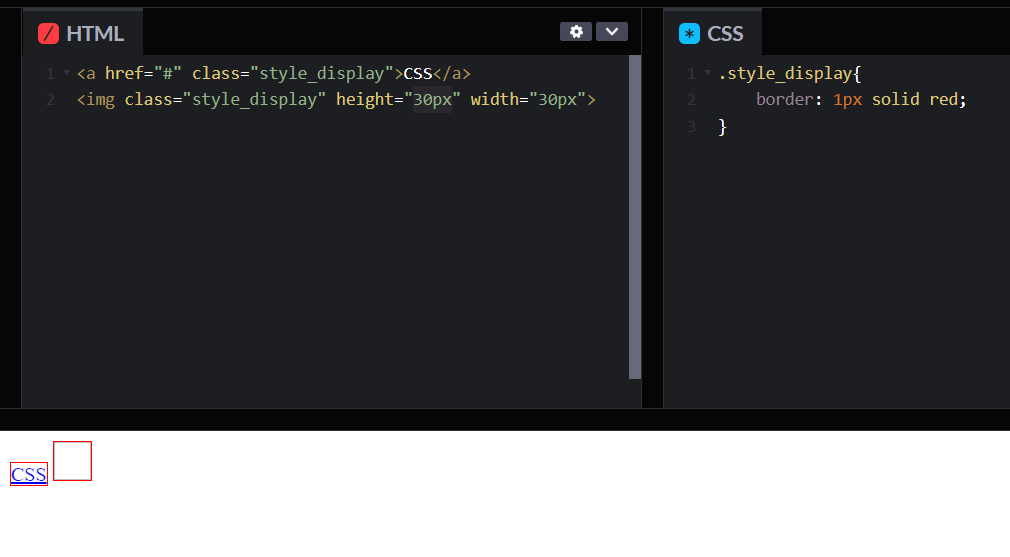 HTML
1 <a href="#" class="style_display">CSS</a>
2 <img class="style_display" height="30px" width="30px">
* CSS
1 .style_display{
2 border: 1px solid red;
3 }
CSS